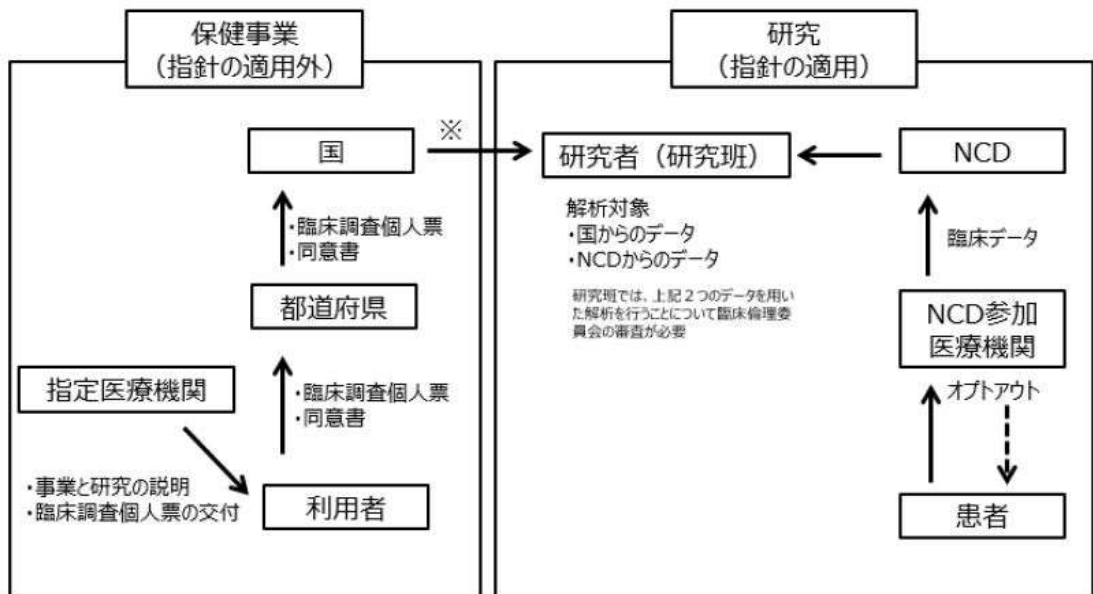 保健事業
（指針の適用外）
国
※
・臨床調査個人票
・同意書
都道府県
・臨床調査個人票
・同意書
指定医療機関
・事業と研究の説明
・臨床調査個人票の交付
利用者
研究
（指針の適用）
研究者（研究班）
NCD
解析対象
・国からのデータ
・NCDからのデータ
研究班では、上記２つのデータを用い
た解析を行うことについて臨床倫理委
員会の審査が必要
臨床データ
NCD参加
医療機関
オプトアウト
患者